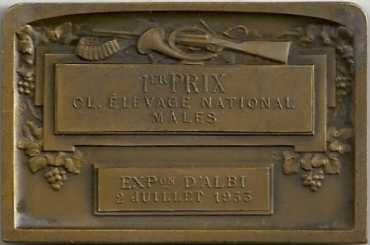 1ER PRIX
CL. ÉLEVAGE NATIONAL
MÂLES
EXPON D'ALBI
2 JUILLET 1933